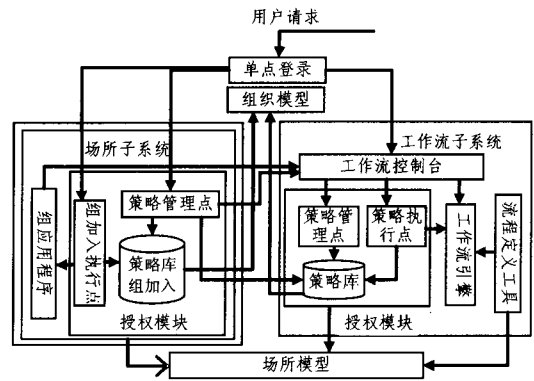 用户请求
单点登录
组织模型
场所子系统
工作流子系统
工作流控制台
组应用程序
组加入执行点
策略管理点
策略库
组加入
授权模块
策略管
理点
策略执
行点
策略库
授权模块
工作流引擎
流程定义工具
场所模型